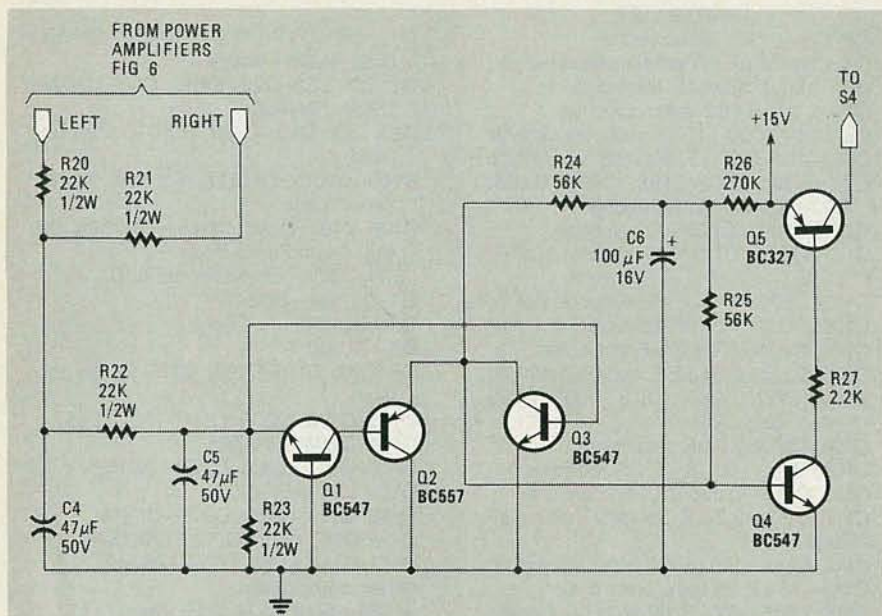 FROM POWER
AMPLIFIERS
FIG 6
LEFT
RIGHT
R20
22K
1/2W
R21
22K
1/2W
R22
22K
1/2W
C4
47μF
50V
C5
47μF
50V
R23
22K
1/2W
Q1
BC547
Q2
BC557
Q3
BC547
R24
56K
C6
100 μF
16V
+
R26
270K
R25
56K
+15V
TO
S4
Q5
BC327
R27
2.2K
Q4
BC547